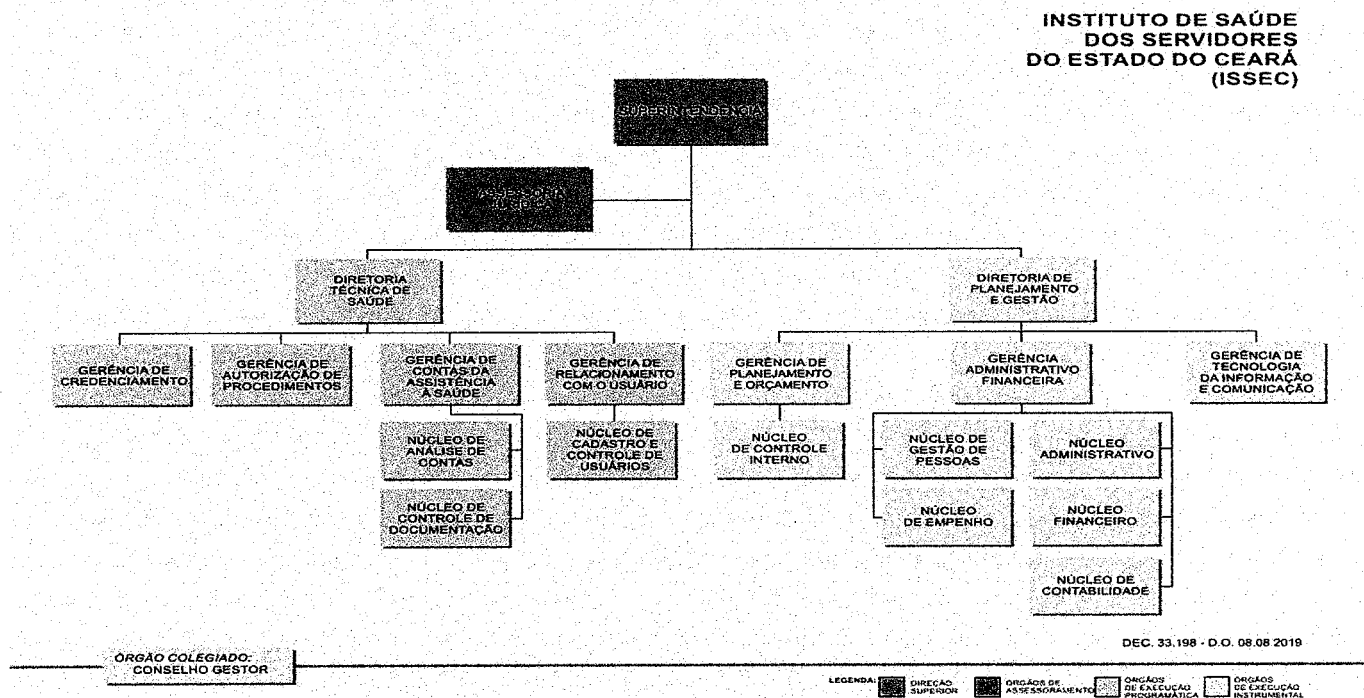 INSTITUTO DE SAÚDE
DOS SERVIDORES
DO ESTADO DO CEARÁ
(ISSEC)
SUPERINTENDÊNCIA
ASSESSORIA
JURÍDICA
DIRETORIA
TÉCNICA DE
SAÚDE
DIRETORIA DE
PLANEJAMENTO
E GESTÃO
GERÊNCIA DE
CREDENCIAMENTO
GERÊNCIA DE
AUTORIZAÇÃO DE
PROCEDIMENTOS
GERÊNCIA DE
CONTAS DA
ASSISTÊNCIA
À SAÚDE
GERÊNCIA DE
RELACIONAMENTO
COM O USUÁRIO
GERÊNCIA DE
PLANEJAMENTO
E ORÇAMENTO
GERÊNCIA
ADMINISTRATIVO
FINANCEIRA
GERÊNCIA DE
TECNOLOGIA
DA INFORMAÇÃO
E COMUNICAÇÃO
NÚCLEO DE
ANÁLISE DE
CONTAS
NÚCLEO DE
CADASTRO E
CONTROLE DE
USUÁRIOS
NÚCLEO
DE CONTROLE
INTERNO
NÚCLEO DE
GESTÃO DE
PESSOAS
NÚCLEO
ADMINISTRATIVO
NÚCLEO DE
CONTROLE DE
DOCUMENTAÇÃO
NÚCLEO
DE EMPENHO
NÚCLEO
FINANCEIRO
NÚCLEO DE
CONTABILIDADE
DEC. 33.198 - D.O. 08.08 2019
ÓRGÃO COLEGIADO:
CONSELHO GESTOR
LEGENDA:
DIREÇÃO
SUPERIOR
ÓRGÃOS DE
ASSESSORAMENTO
ÓRGÃOS
DE EXECUÇÃO
PROGRAMÁTICA
ÓRGÃOS
DE EXECUÇÃO
INSTRUMENTAL